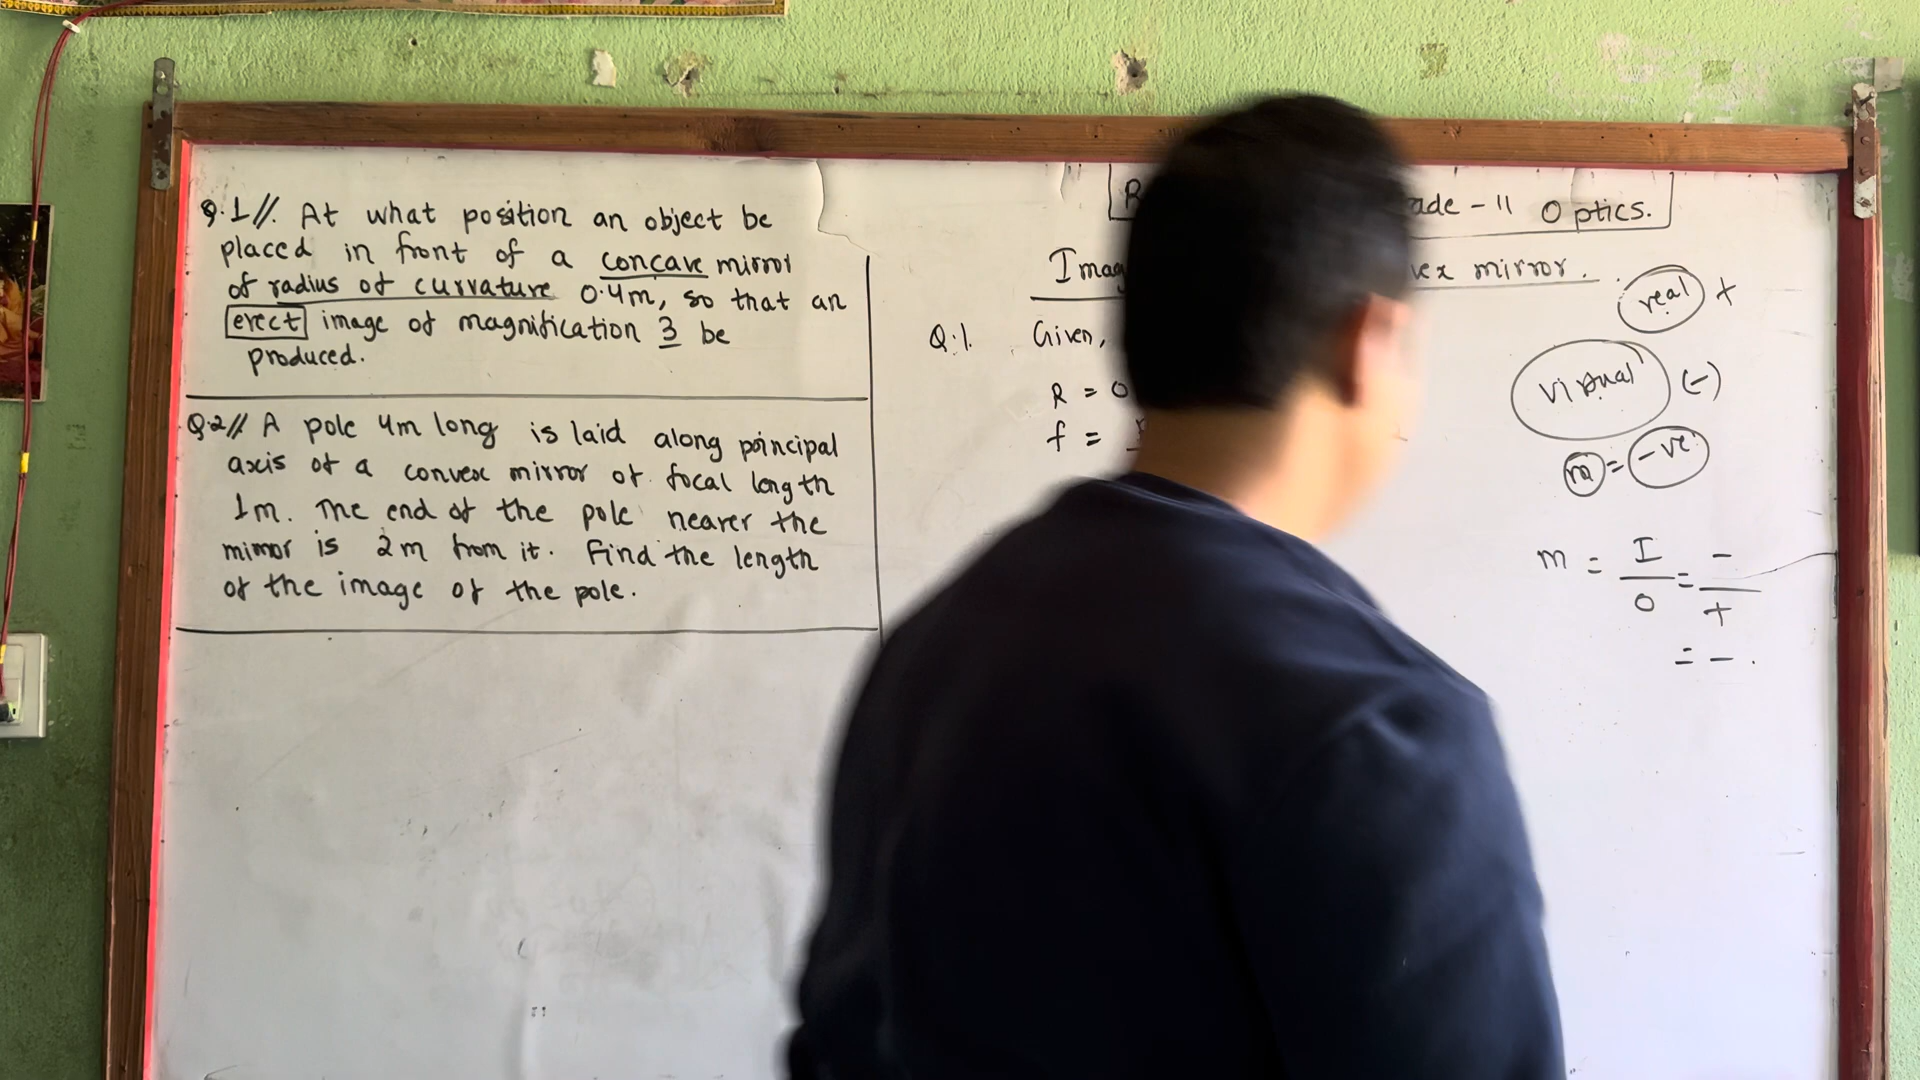 Q.1//. At what position an object be
placed in front of a concave mirror
of radius of curvature 0.4m, so that an
erect image of magnification 3 be
produced.
Q.2// A pole 4m long is laid along principal
axis of a convex mirror of focal length
1m. The end of the pole nearer the
mirror is 2m from it. Find the length
of the image of the pole.
ade - 11 Optics.
mirror.
Q.1. Given,
R = 0
f =
real +
virtual (-)
m = -ve
m = I/O = -/+
= - .